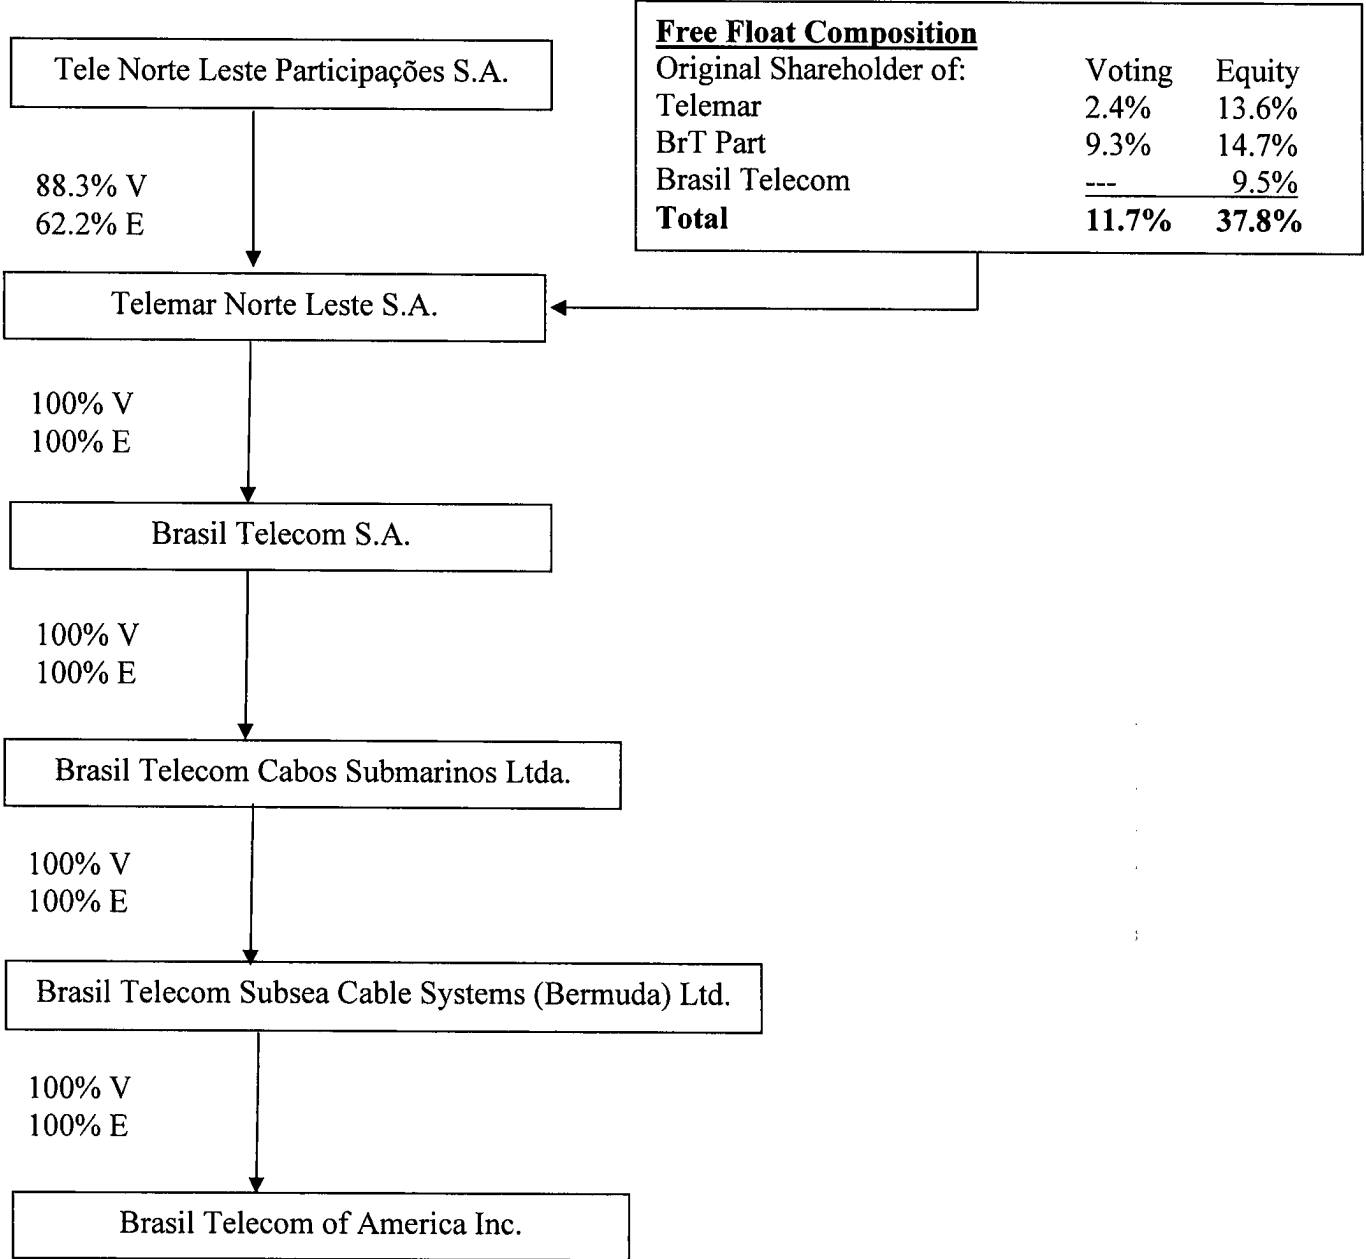 Tele Norte Leste Participações S.A.
Free Float Composition
Original Shareholder of: Voting Equity
Telemar 2.4% 13.6%
BrT Part 9.3% 14.7%
Brasil Telecom --- 9.5%
Total 11.7% 37.8%
88.3% V
62.2% E
Telemar Norte Leste S.A.
100% V
100% E
Brasil Telecom S.A.
100% V
100% E
Brasil Telecom Cabos Submarinos Ltda.
100% V
100% E
Brasil Telecom Subsea Cable Systems (Bermuda) Ltd.
100% V
100% E
Brasil Telecom of America Inc.